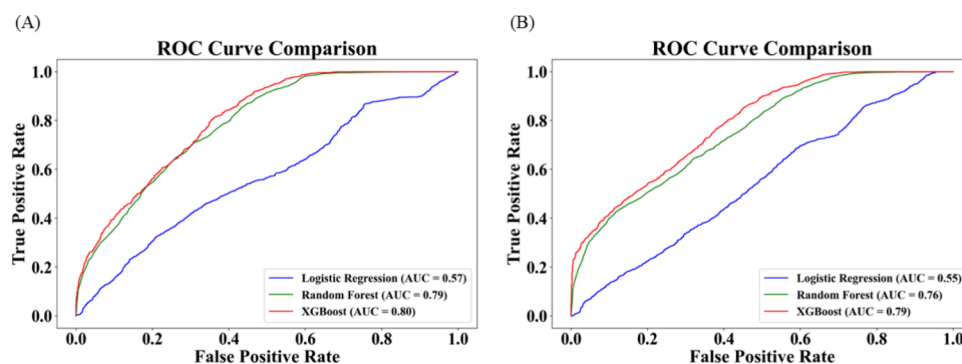 (A)
ROC Curve Comparison
True Positive Rate
1.0
0.8
0.6
0.4
0.2
0.0
Logistic Regression (AUC = 0.57)
Random Forest (AUC = 0.79)
XGBoost (AUC = 0.80)
0.0 0.2 0.4 0.6 0.8 1.0
False Positive Rate
(B)
ROC Curve Comparison
True Positive Rate
1.0
0.8
0.6
0.4
0.2
0.0
Logistic Regression (AUC = 0.55)
Random Forest (AUC = 0.76)
XGBoost (AUC = 0.79)
0.0 0.2 0.4 0.6 0.8 1.0
False Positive Rate